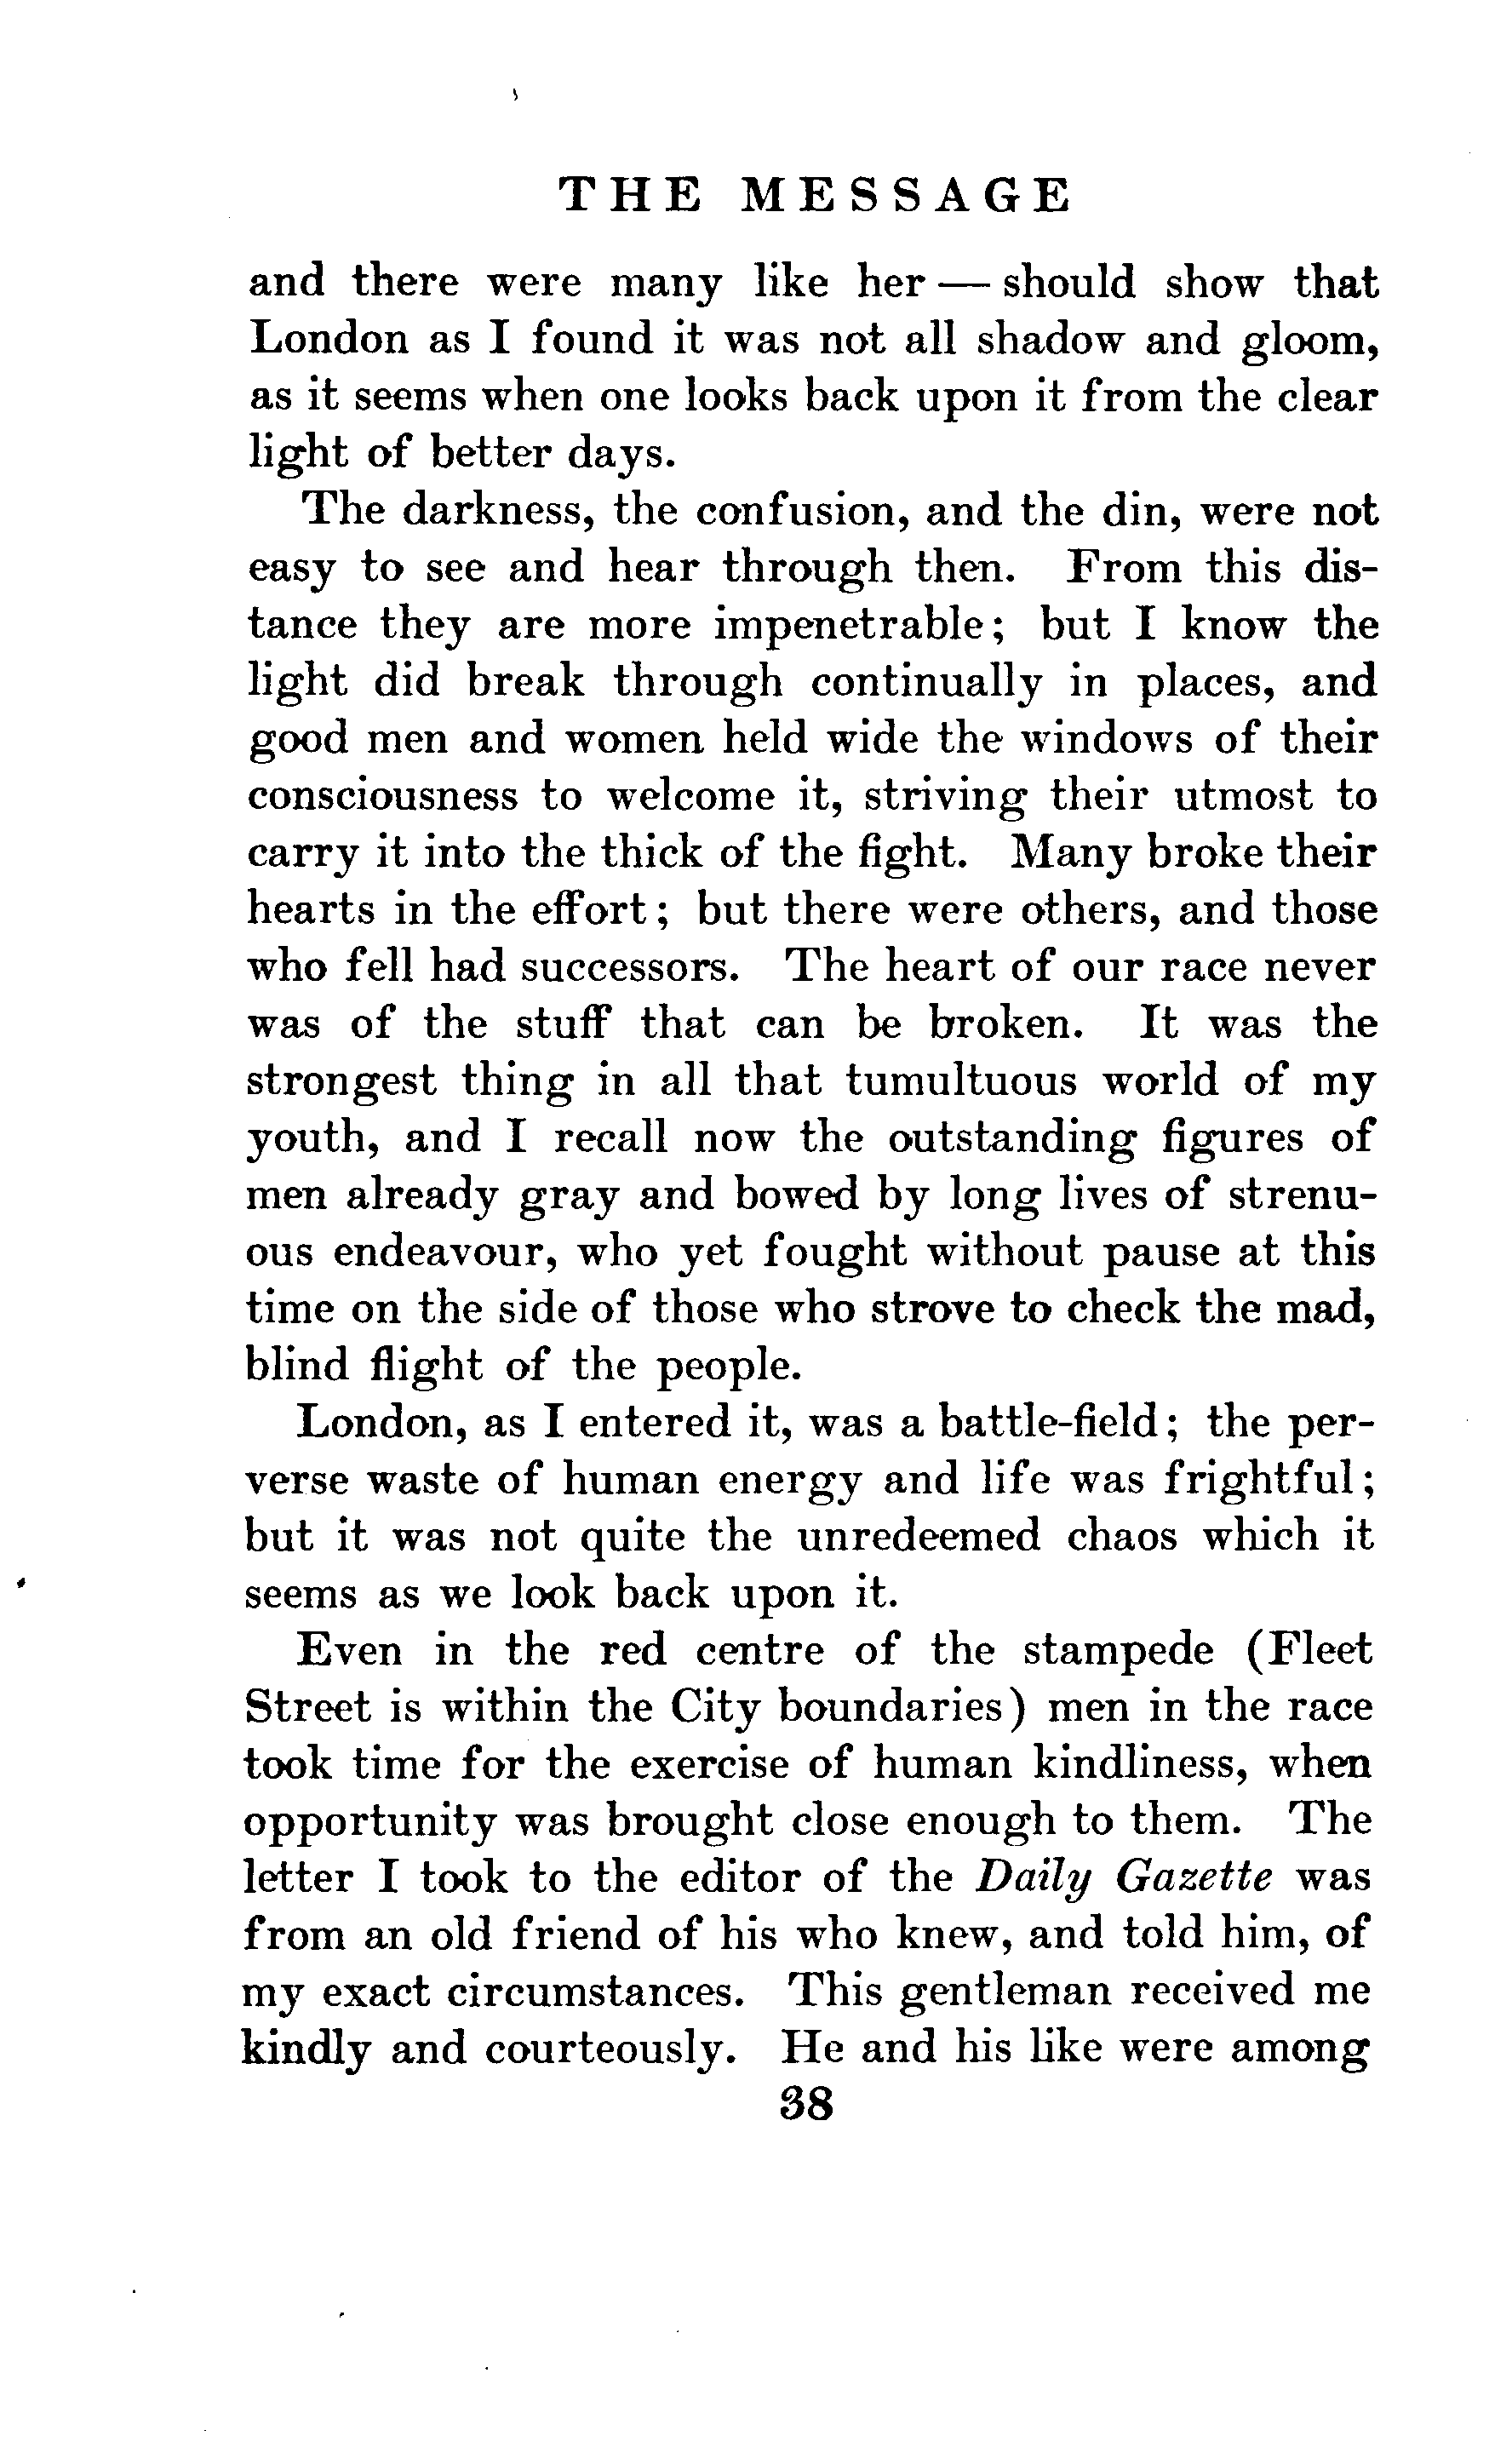 THE MESSAGE
and there were many like her — should show that
London as I found it was not all shadow and gloom,
as it seems when one looks back upon it from the clear
light of better days.
The darkness, the confusion, and the din, were not
easy to see and hear through then. From this dis-
tance they are more impenetrable; but I know the
light did break through continually in places, and
good men and women held wide the windows of their
consciousness to welcome it, striving their utmost to
carry it into the thick of the fight. Many broke their
hearts in the effort; but there were others, and those
who fell had successors. The heart of our race never
was of the stuff that can be broken. It was the
strongest thing in all that tumultuous world of my
youth, and I recall now the outstanding figures of
men already gray and bowed by long lives of strenu-
ous endeavour, who yet fought without pause at this
time on the side of those who strove to check the mad,
blind flight of the people.
London, as I entered it, was a battle-field; the per-
verse waste of human energy and life was frightful;
but it was not quite the unredeemed chaos which it
seems as we look back upon it.
Even in the red centre of the stampede (Fleet
Street is within the City boundaries) men in the race
took time for the exercise of human kindliness, when
opportunity was brought close enough to them. The
letter I took to the editor of the Daily Gazette was
from an old friend of his who knew, and told him, of
my exact circumstances. This gentleman received me
kindly and courteously. He and his like were among
38